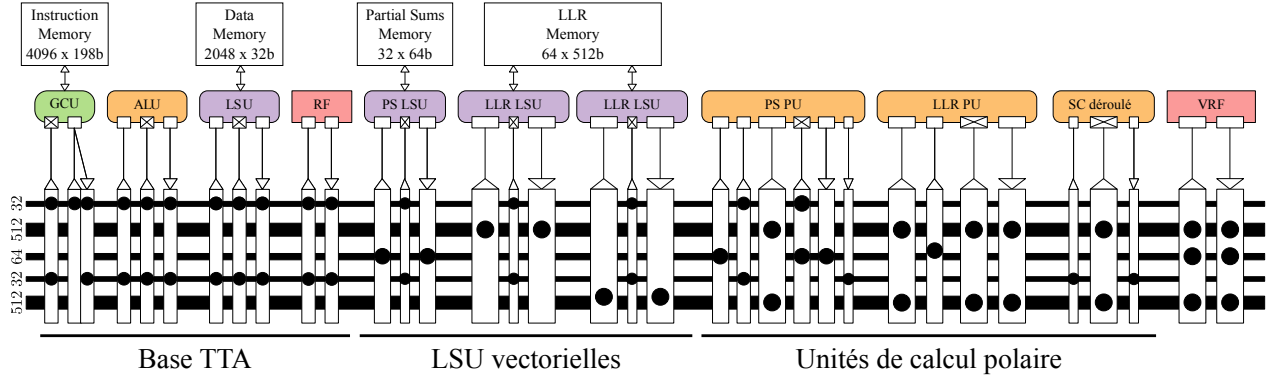 Instruction
Memory
4096 x 198b
Data
Memory
2048 x 32b
Partial Sums
Memory
32 x 64b
LLR
Memory
64 x 512b
GCU
ALU
LSU
RF
PS LSU
LLR LSU
LLR LSU
PS PU
LLR PU
SC déroulé
VRF
32
512
64
32
512
Base TTA
LSU vectorielles
Unités de calcul polaire